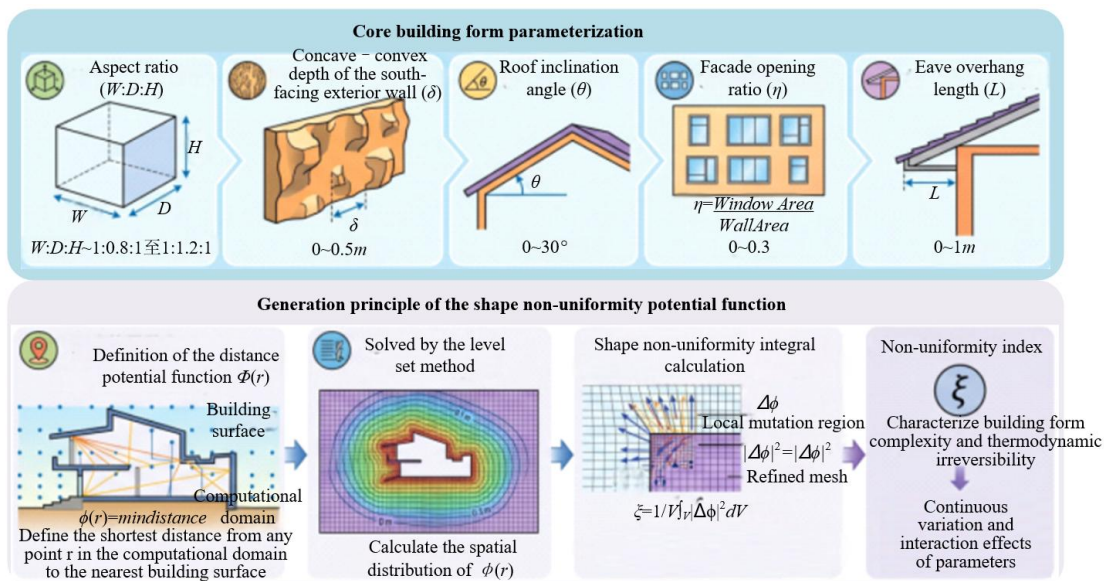 Core building form parameterization
Aspect ratio
(W:D:H)
H
W
D
W:D:H~1:0.8:1至1:1.2:1
Concave – convex
depth of the south-
facing exterior wall (δ)
δ
0~0.5m
Roof inclination
angle (θ)
θ
θ
0~30°
Facade opening
ratio (η)
η=Window Area
WallArea
0~0.3
Eave overhang
length (L)
L
0~1m
Generation principle of the shape non-uniformity potential function
Definition of the distance
potential function Φ(r)
Building
surface
Computational
ϕ(r)=mindistance domain
Define the shortest distance from any
point r in the computational domain
to the nearest building surface
Solved by the level
set method
Calculate the spatial
distribution of ϕ(r)
Shape non-uniformity integral
calculation
Δϕ
Local mutation region
|Δϕ|²=|Δϕ|²
Refined mesh
ξ=1/V∫V|Δϕ|²dV
Non-uniformity index
ξ
Characterize building form
complexity and thermodynamic
irreversibility
Continuous
variation and
interaction effects
of parameters